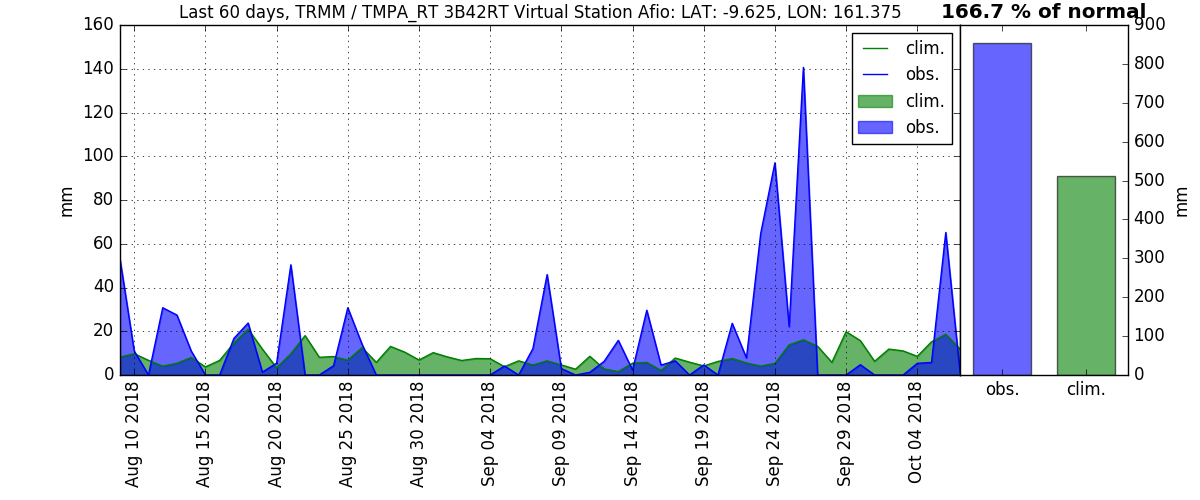 Last 60 days, TRMM / TMPA_RT 3B42RT Virtual Station Afio: LAT: -9.625, LON: 161.375
166.7 % of normal
160
140
120
100
80
60
40
20
0
mm
clim.
obs.
clim.
obs.
900
800
700
600
500
400
300
200
100
0
mm
obs.
clim.
Aug 10 2018
Aug 15 2018
Aug 20 2018
Aug 25 2018
Aug 30 2018
Sep 04 2018
Sep 09 2018
Sep 14 2018
Sep 19 2018
Sep 24 2018
Sep 29 2018
Oct 04 2018